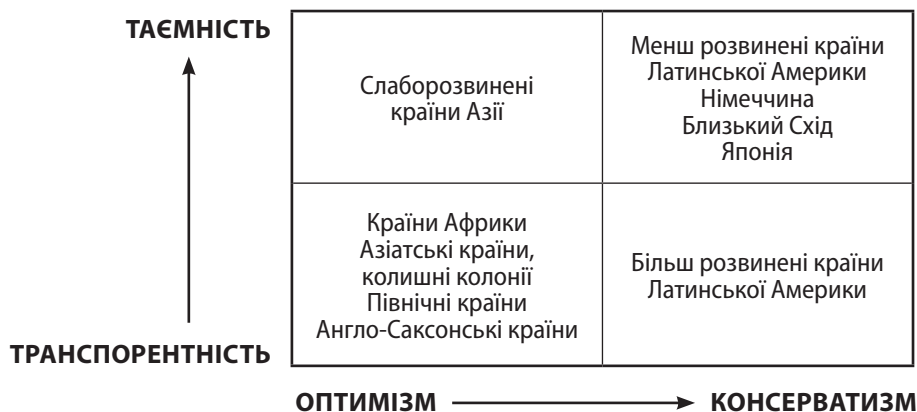 ТАЄМНІСТЬ
Слаборозвинені
країни Азії
Менш розвинені країни
Латинської Америки
Німеччина
Близький Схід
Японія
Країни Африки
Азіатські країни,
колишні колонії
Північні країни
Англо-Саксонські країни
Більш розвинені країни
Латинської Америки
ТРАНСПОРЕНТНІСТЬ
ОПТИМІЗМ
КОНСЕРВАТИЗМ